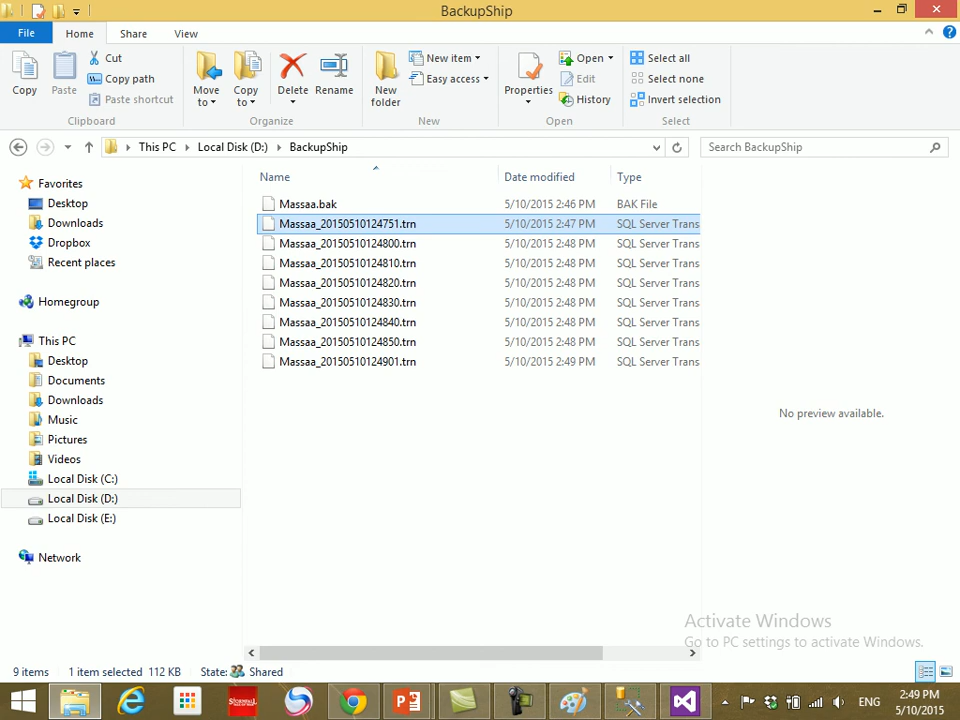 BackupShip
File Home Share View
Copy
Paste
Cut
Copy path
Paste shortcut
Clipboard
Move to
Copy to
Delete
Rename
Organize
New folder
New item
Easy access
New
Properties
Open
Edit
History
Open
Select all
Select none
Invert selection
Select
This PC Local Disk (D:) BackupShip
Search BackupShip
Favorites
Desktop
Downloads
Dropbox
Recent places
Homegroup
This PC
Desktop
Documents
Downloads
Music
Pictures
Videos
Local Disk (C:)
Local Disk (D:)
Local Disk (E:)
Network
Name Date modified Type
Massaa.bak 5/10/2015 2:46 PM BAK File
Massaa_20150510124751.trn 5/10/2015 2:47 PM SQL Server Trans
Massaa_20150510124800.trn 5/10/2015 2:48 PM SQL Server Trans
Massaa_20150510124810.trn 5/10/2015 2:48 PM SQL Server Trans
Massaa_20150510124820.trn 5/10/2015 2:48 PM SQL Server Trans
Massaa_20150510124830.trn 5/10/2015 2:48 PM SQL Server Trans
Massaa_20150510124840.trn 5/10/2015 2:48 PM SQL Server Trans
Massaa_20150510124850.trn 5/10/2015 2:48 PM SQL Server Trans
Massaa_20150510124901.trn 5/10/2015 2:49 PM SQL Server Trans
No preview available.
Activate Windows
Go to PC settings to activate Windows.
9 items 1 item selected 112 KB State: Shared
ENG
2:49 PM
5/10/2015